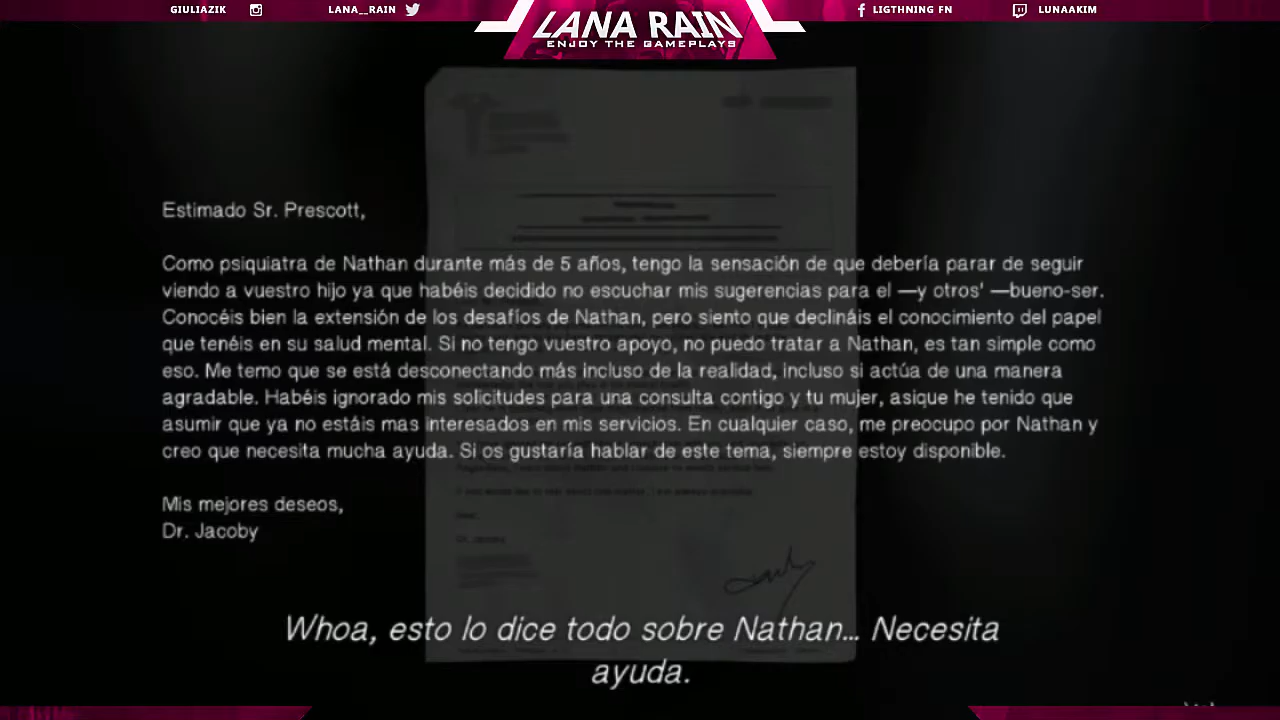 GIULIAZIK LANA__RAIN LIGTHNING FN LUNAAKIM
LANA RAIN
ENJOY THE GAMEPLAYS
Estimado Sr. Prescott,
Como psiquiatra de Nathan durante más de 5 años, tengo la sensación de que debería parar de seguir
viendo a vuestro hijo ya que habéis decidido no escuchar mis sugerencias para el —y otros' —bueno-ser.
Conocéis bien la extensión de los desafíos de Nathan, pero siento que declináis el conocimiento del papel
que tenéis en su salud mental. Si no tengo vuestro apoyo, no puedo tratar a Nathan, es tan simple como
eso. Me temo que se está desconectando más incluso de la realidad, incluso si actúa de una manera
agradable. Habéis ignorado mis solicitudes para una consulta contigo y tu mujer, asique he tenido que
asumir que ya no estáis mas interesados en mis servicios. En cualquier caso, me preocupo por Nathan y
creo que necesita mucha ayuda. Si os gustaría hablar de este tema, siempre estoy disponible.
Mis mejores deseos,
Dr. Jacoby
Whoa, esto lo dice todo sobre Nathan... Necesita
ayuda.